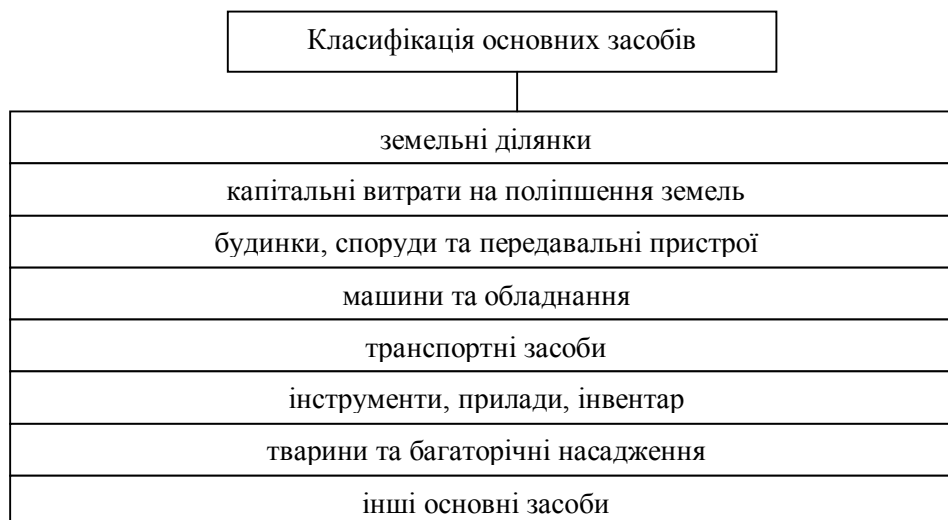 Класифікація основних засобів
земельні ділянки
капітальні витрати на поліпшення земель
будинки, споруди та передавальні пристрої
машини та обладнання
транспортні засоби
інструменти, прилади, інвентар
тварини та багаторічні насадження
інші основні засоби